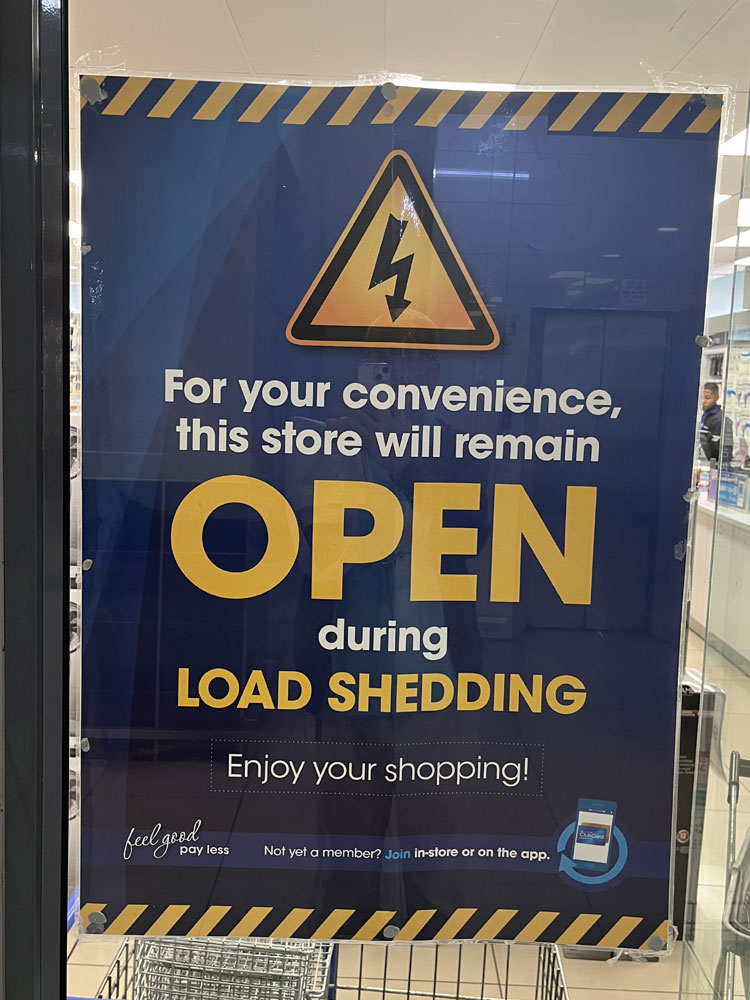 For your convenience,
this store will remain
OPEN
during
LOAD SHEDDING
Enjoy your shopping!
feel good
pay less
Not yet a member? Join in-store or on the app.